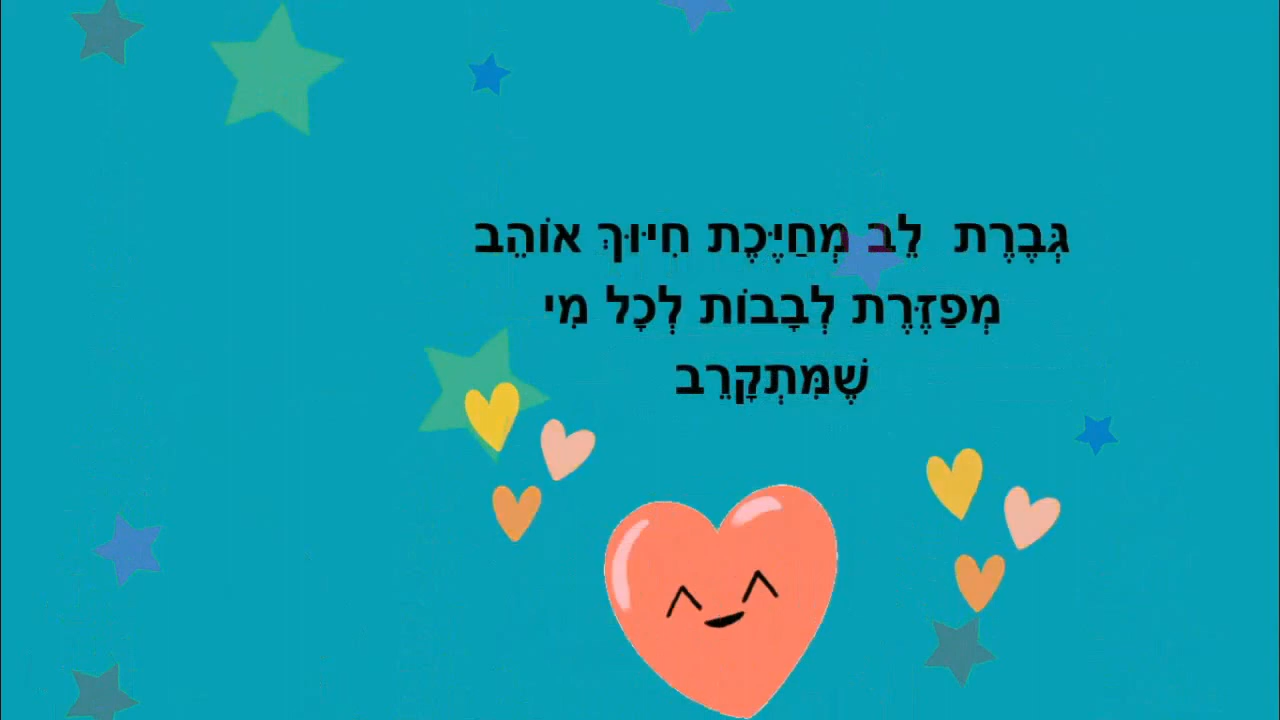 גְּבֶרֶת לֵב מְחַיֶּכֶת חִיּוּךְ אוֹהֵב
מְפַזֶּרֶת לְבָבוֹת לְכָל מִי
שֶׁמִּתְקָרֵב